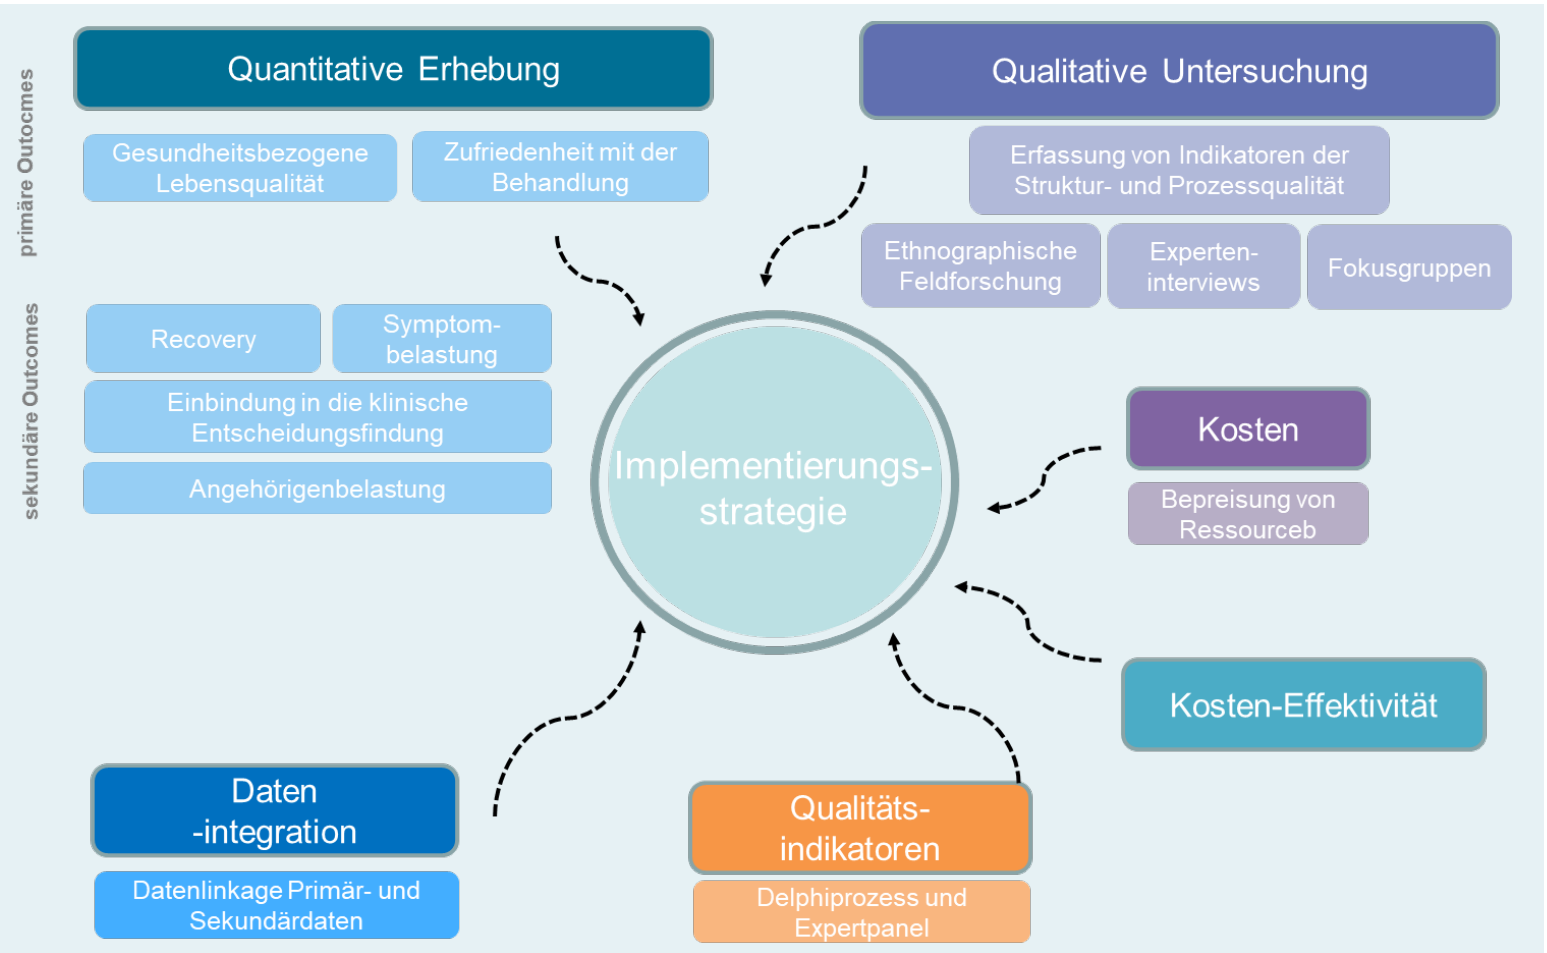 Quantitative Erhebung
Qualitative Untersuchung
primäre Outocmes
Gesundheitsbezogene
Lebensqualität
Zufriedenheit mit der
Behandlung
Erfassung von Indikatoren der
Struktur- und Prozessqualität
Ethnographische
Feldforschung
Experten-
interviews
Fokusgruppen
sekundäre Outcomes
Recovery
Symptom-
belastung
Einbindung in die klinische
Entscheidungsfindung
Angehörigenbelastung
Implementierungs-
strategie
Kosten
Bepreisung von
Ressourceb
Kosten-Effektivität
Daten
-integration
Datenlinkage Primär- und
Sekundärdaten
Qualitäts-
indikatoren
Delphiprozess und
Expertpanel